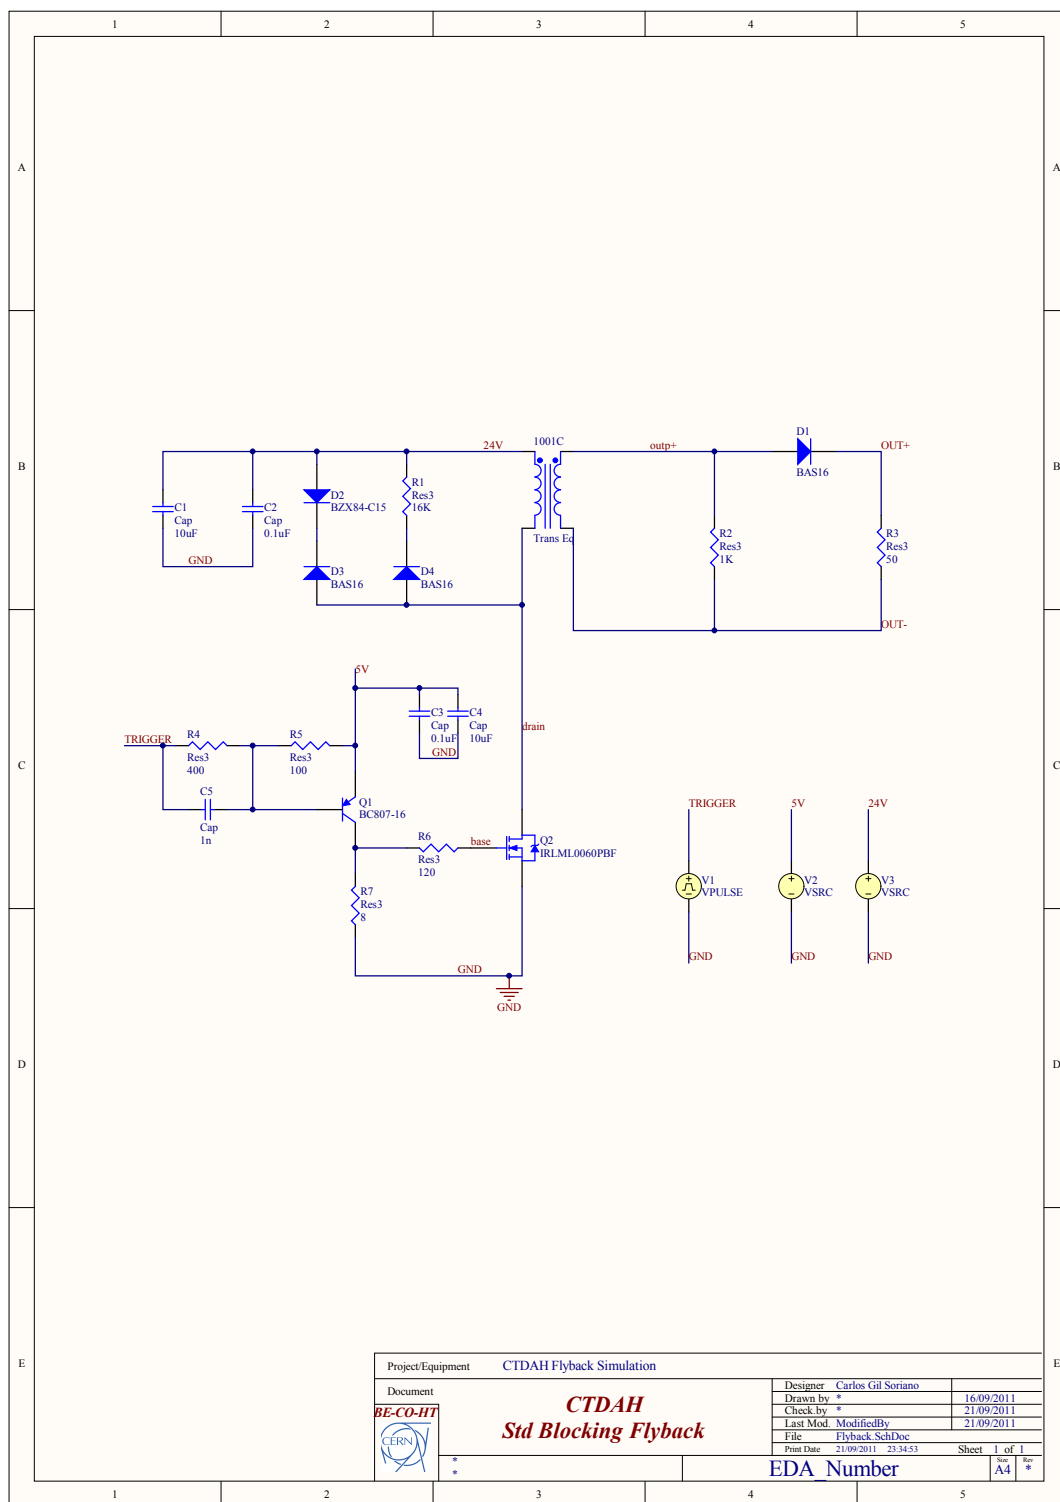 1 2 3 4 5
A A
B B
C C
D D
E E
24V
1001C
outp+
D1
BAS16
OUT+
C1
Cap
10uF
C2
Cap
0.1uF
GND
D2
BZX84-C15
R1
Res3
16K
D3
BAS16
D4
BAS16
Trans Eq
R2
Res3
1K
R3
Res3
50
OUT-
5V
C3
Cap
0.1uF
C4
Cap
10uF
GND
drain
TRIGGER
R4
Res3
400
R5
Res3
100
C5
Cap
1n
Q1
BC807-16
R6
Res3
120
base
Q2
IRLML0060PBF
R7
Res3
8
GND
GND
TRIGGER
5V
24V
V1
VPULSE
V2
VSRC
V3
VSRC
GND
GND
GND
Project/Equipment CTDAH Flyback Simulation
Document
BE-CO-HT
CERN
CTDAH
Std Blocking Flyback
Designer Carlos Gil Soriano
Drawn by * 16/09/2011
Check.by * 21/09/2011
Last Mod. ModifiedBy 21/09/2011
File Flyback.SchDoc
Print Date 21/09/2011 23:34:53 Sheet 1 of 1
*
*
EDA_Number
Size
A4
Rev
*
1 2 3 4 5